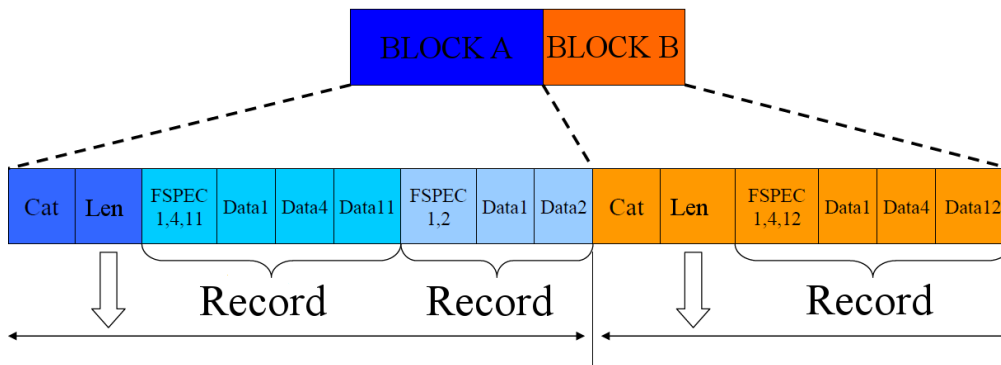 BLOCK A BLOCK B
Cat Len FSPEC 1,4,11 Data1 Data4 Data11 FSPEC 1,2 Data1 Data2 Cat Len FSPEC 1,4,12 Data1 Data4 Data12
Record Record Record